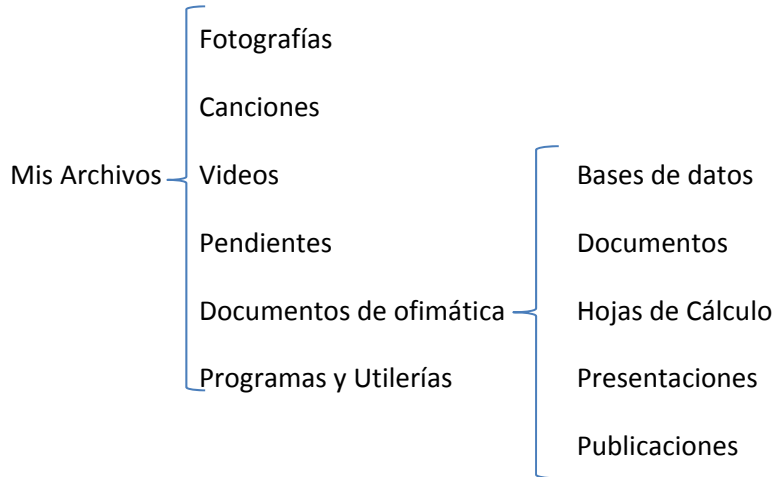 Mis Archivos
Fotografías
Canciones
Videos
Pendientes
Documentos de ofimática
Programas y Utilerías
Bases de datos
Documentos
Hojas de Cálculo
Presentaciones
Publicaciones